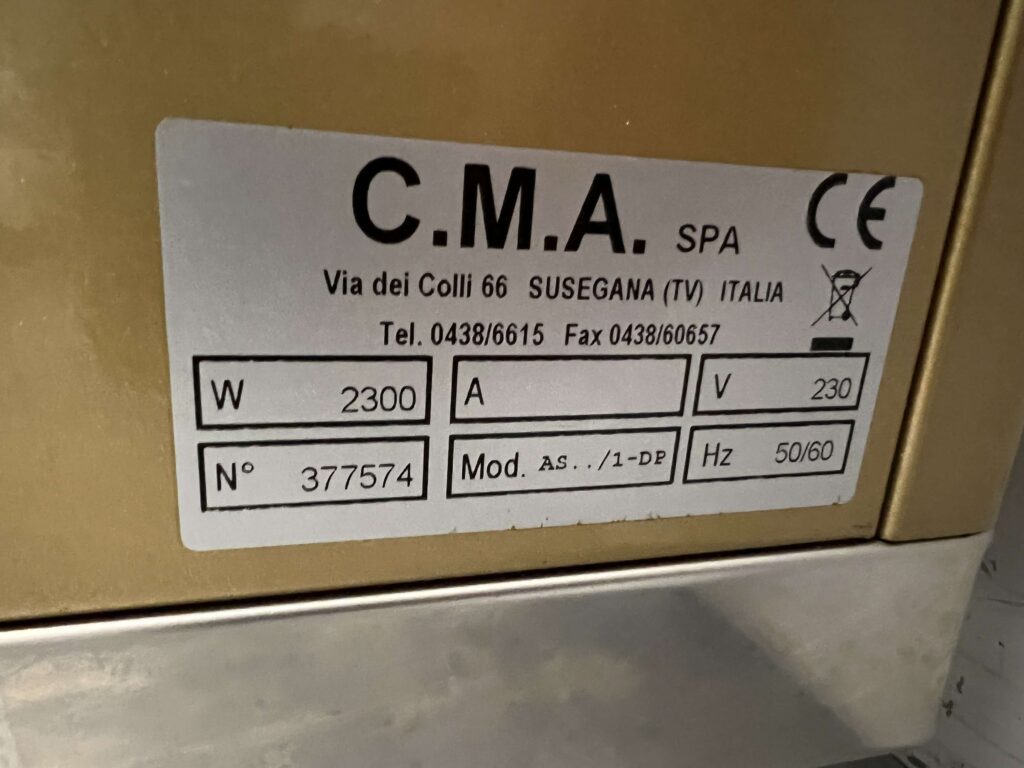 C.M.A. SPA CE
Via dei Colli 66 SUSEGANA (TV) ITALIA
Tel. 0438/6615 Fax 0438/60657
W 2300 A V 230
N° 377574 Mod. AS../1-DP Hz 50/60